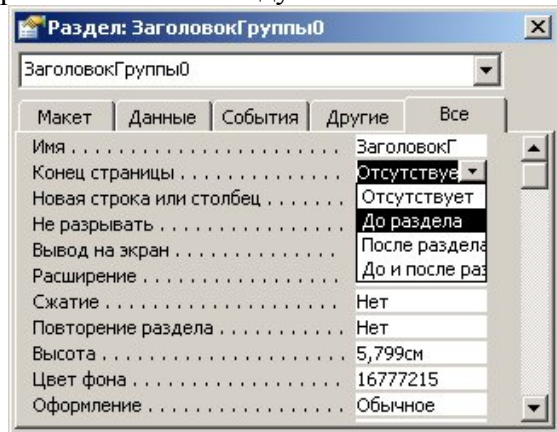 Раздел: ЗаголовокГруппы0
ЗаголовокГруппы0
Макет Данные События Другие Все
Имя . . . . . . . . . . . . . . . . . . . . . . . . ЗаголовокГ
Конец страницы . . . . . . . . . . . . . . Отсутствуе
Новая строка или столбец . . . . . . . Отсутствует
Не разрывать . . . . . . . . . . . . . . . . До раздела
Вывод на экран . . . . . . . . . . . . . . После раздела
Расширение . . . . . . . . . . . . . . . . . До и после раз
Сжатие . . . . . . . . . . . . . . . . . . . . . Нет
Повторение раздела . . . . . . . . . . . Нет
Высота . . . . . . . . . . . . . . . . . . . . . 5,799см
Цвет фона . . . . . . . . . . . . . . . . . . 16777215
Оформление . . . . . . . . . . . . . . . . . Обычное